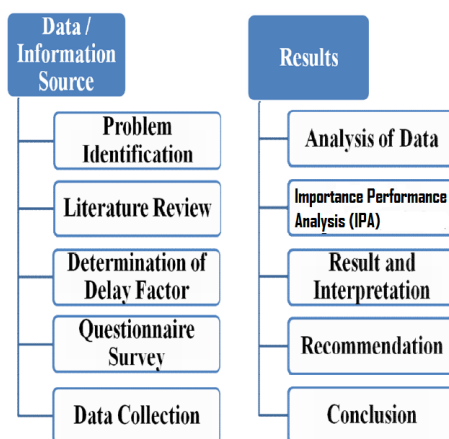 Data /
Information
Source
Problem
Identification
Literature Review
Determination of
Delay Factor
Questionnaire
Survey
Data Collection
Results
Analysis of Data
Importance Performance
Analysis (IPA)
Result and
Interpretation
Recommendation
Conclusion